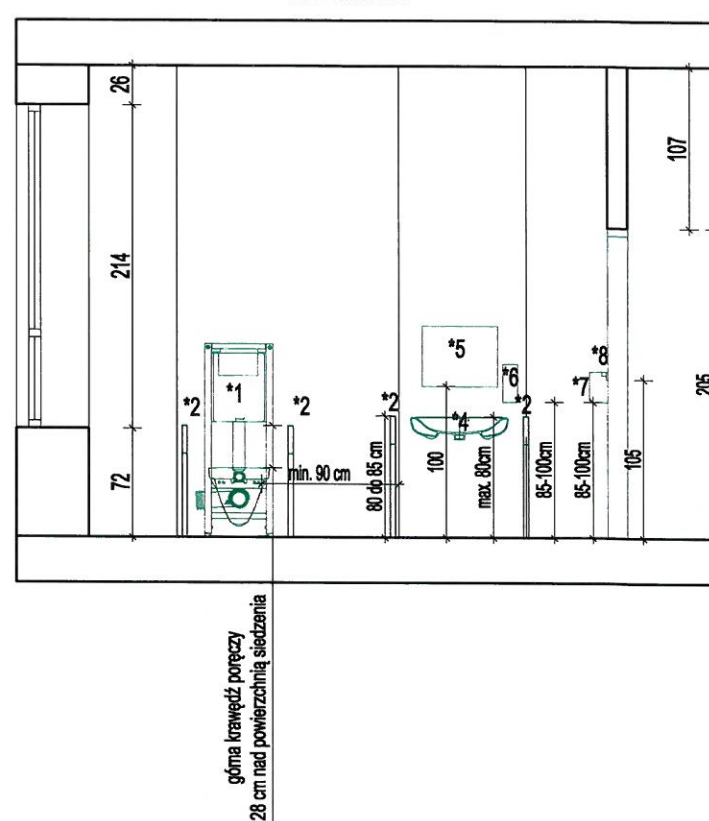 26
107
214
*5
*8
*6
*7
*1
*2
*2
*2
*4
*2
205
72
min. 90 cm
80 do 85 cm
100
max. 80cm
85-100cm
85-100cm
105
górna krawędź poręczy
28 cm nad powierzchnią siedzenia